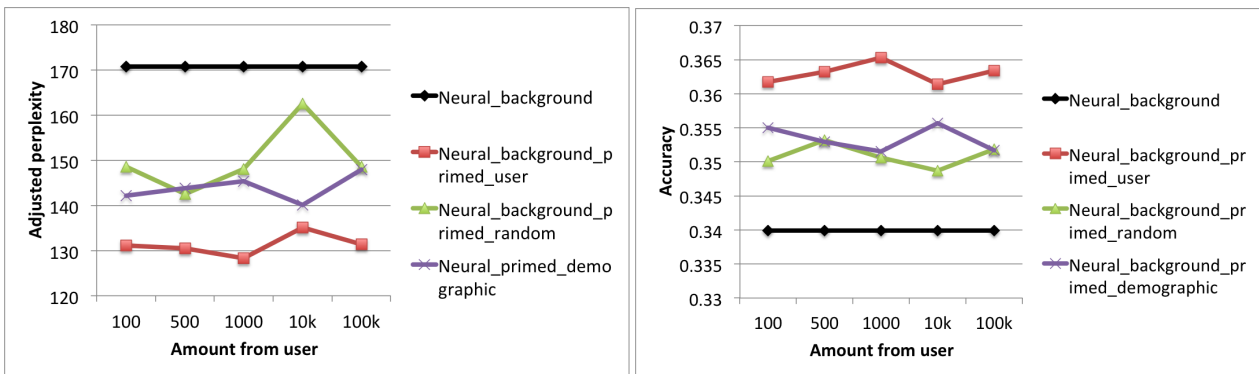 180
170
160
150
140
130
120
Adjusted perplexity
100 500 1000 10k 100k
Amount from user
Neural_background
Neural_background_p
rimed_user
Neural_background_p
rimed_random
Neural_primed_demo
graphic
0.37
0.365
0.36
0.355
0.35
0.345
0.34
0.335
0.33
Accuracy
100 500 1000 10k 100k
Amount from user
Neural_background
Neural_background_pr
imed_user
Neural_background_pr
imed_random
Neural_background_pr
imed_demographic